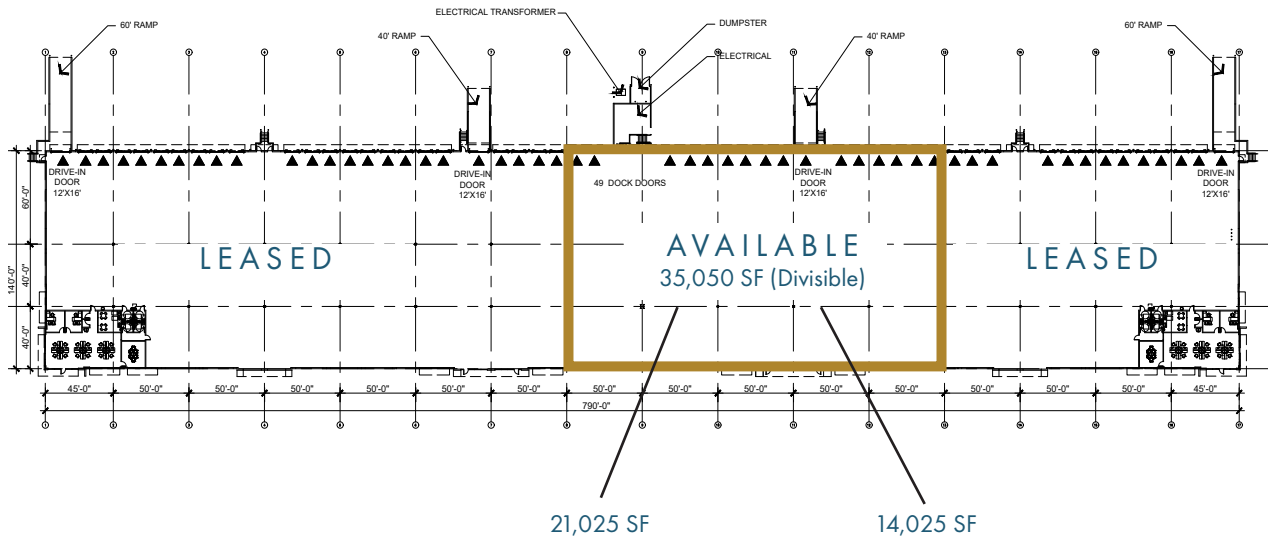 60' RAMP
40' RAMP
ELECTRICAL TRANSFORMER
DUMPSTER
ELECTRICAL
40' RAMP
60' RAMP
DRIVE-IN
DOOR
12'X16'
DRIVE-IN
DOOR
12'X16'
49 DOCK DOORS
DRIVE-IN
DOOR
12'X16'
DRIVE-IN
DOOR
12'X16'
60'-0"
140'-0"
40'-0"
40'-0"
LEASED
AVAILABLE
35,050 SF (Divisible)
LEASED
45'-0" 50'-0" 50'-0" 50'-0" 50'-0" 50'-0" 50'-0" 50'-0" 50'-0" 50'-0" 50'-0" 50'-0" 50'-0" 50'-0" 50'-0" 45'-0"
790'-0"
21,025 SF
14,025 SF